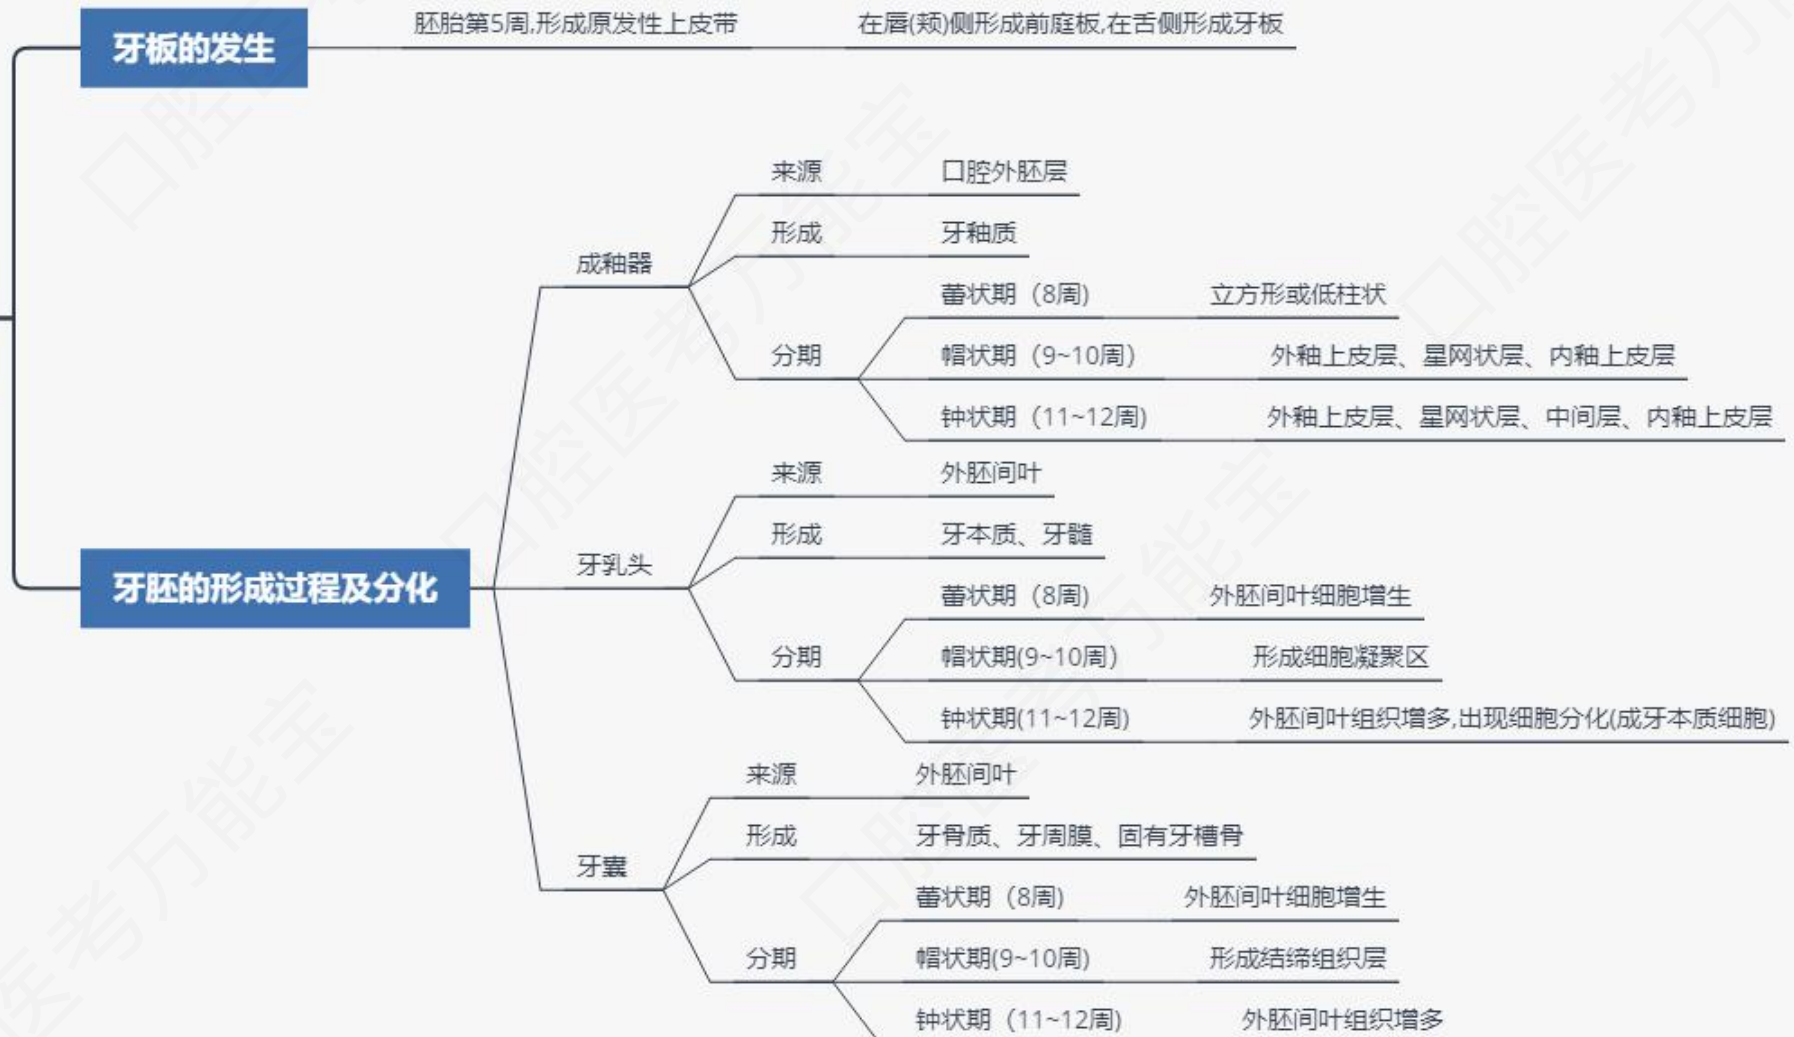 牙板的发生
胚胎第5周,形成原发性上皮带
在唇(颊)侧形成前庭板,在舌侧形成牙板
牙胚的形成过程及分化
成釉器
来源
口腔外胚层
形成
牙釉质
分期
蕾状期（8周)
立方形或低柱状
帽状期（9~10周）
外釉上皮层、星网状层、内釉上皮层
钟状期（11~12周)
外釉上皮层、星网状层、中间层、内釉上皮层
牙乳头
来源
外胚间叶
形成
牙本质、牙髓
分期
蕾状期（8周)
外胚间叶细胞增生
帽状期(9~10周）
形成细胞凝聚区
钟状期(11~12周)
外胚间叶组织增多,出现细胞分化(成牙本质细胞)
牙囊
来源
外胚间叶
形成
牙骨质、牙周膜、固有牙槽骨
分期
蕾状期（8周)
外胚间叶细胞增生
帽状期(9~10周)
形成结缔组织层
钟状期（11~12周)
外胚间叶组织增多
口腔医考万能宝